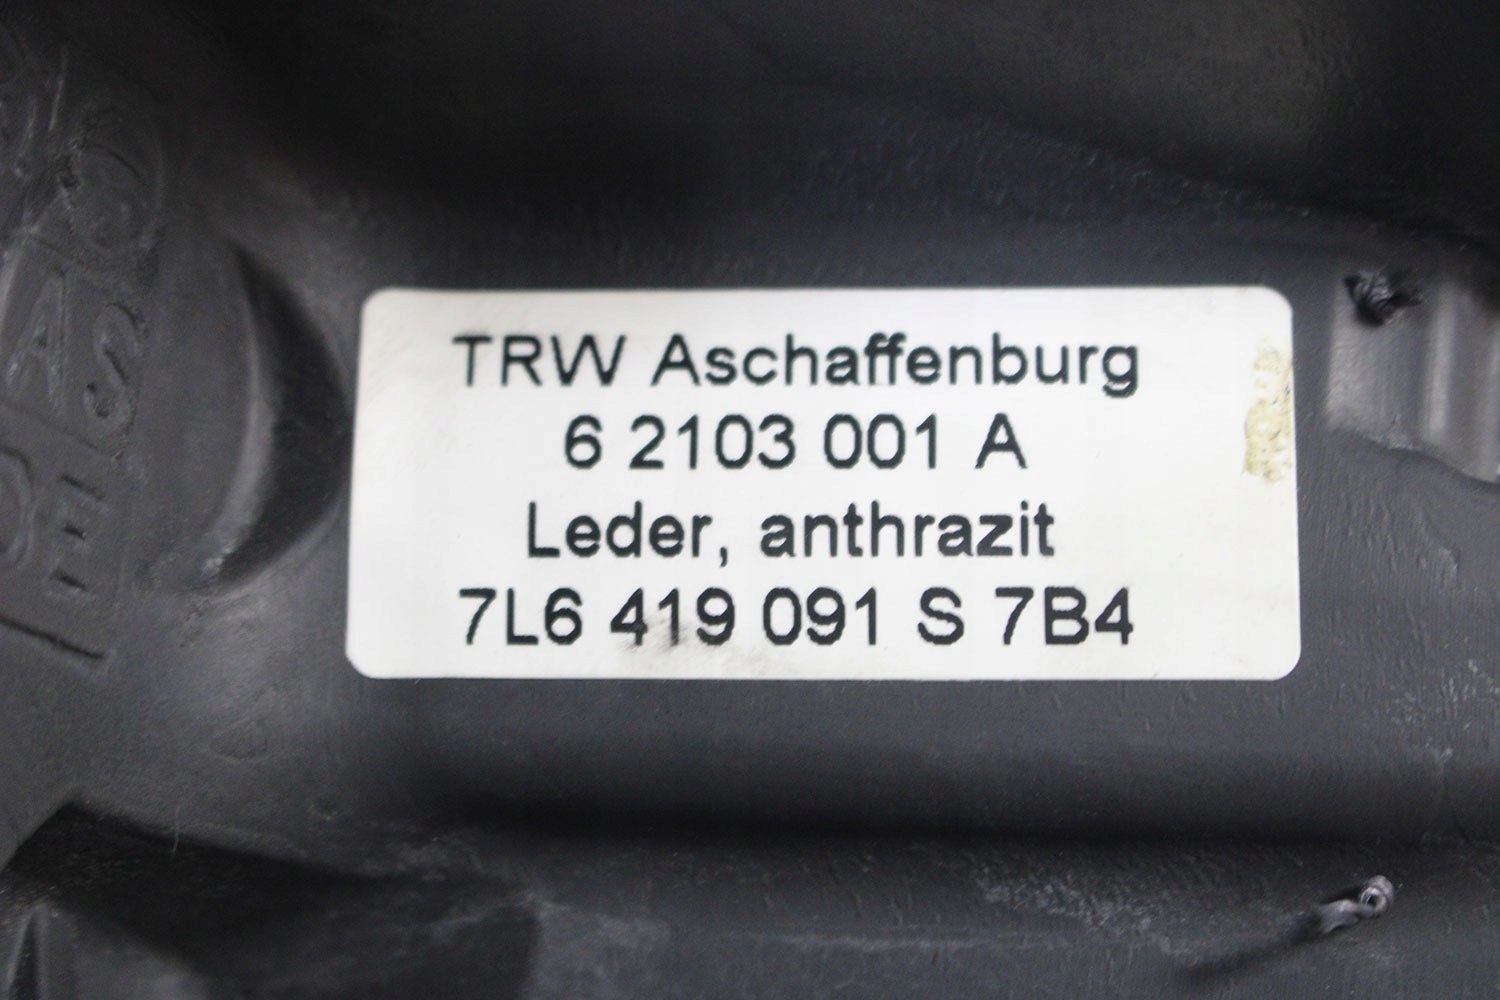 TRW Aschaffenburg
6 2103 001 A
Leder, anthrazit
7L6 419 091 S 7B4